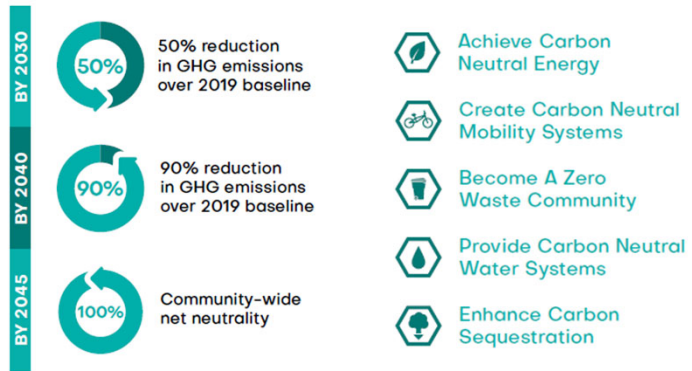 BY 2030
50%
50% reduction
in GHG emissions
over 2019 baseline
BY 2040
90%
90% reduction
in GHG emissions
over 2019 baseline
BY 2045
100%
Community-wide
net neutrality
Achieve Carbon
Neutral Energy
Create Carbon Neutral
Mobility Systems
Become A Zero
Waste Community
Provide Carbon Neutral
Water Systems
Enhance Carbon
Sequestration